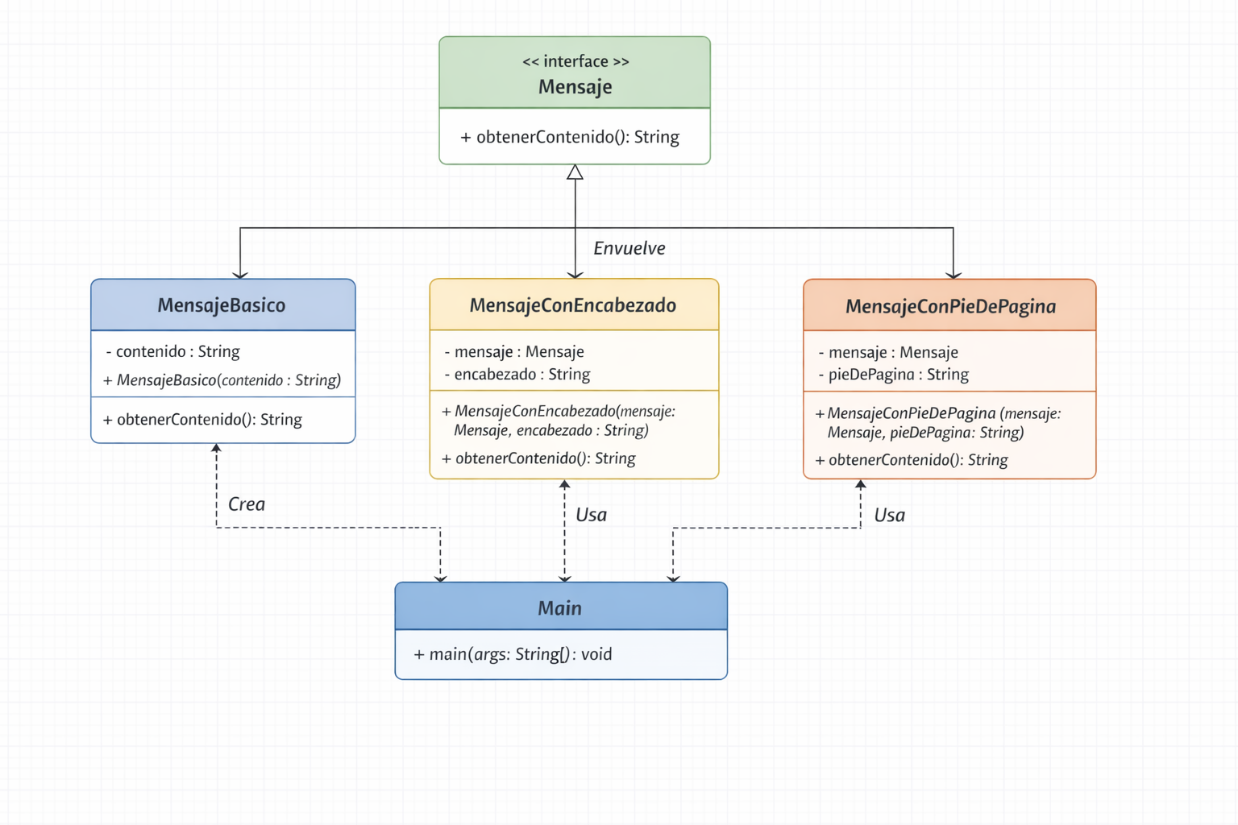 << interface >>
Mensaje
+ obtenerContenido(): String
Envuelve
MensajeBasico
- contenido : String
+ MensajeBasico(contenido : String)
+ obtenerContenido(): String
MensajeConEncabezado
- mensaje : Mensaje
- encabezado : String
+ MensajeConEncabezado(mensaje:
Mensaje, encabezado : String)
+ obtenerContenido(): String
MensajeConPieDePagina
- mensaje : Mensaje
- pieDePagina : String
+ MensajeConPieDePagina (mensaje:
Mensaje, pieDePagina: String)
+ obtenerContenido(): String
Crea
Usa
Usa
Main
+ main(args: String[) : void